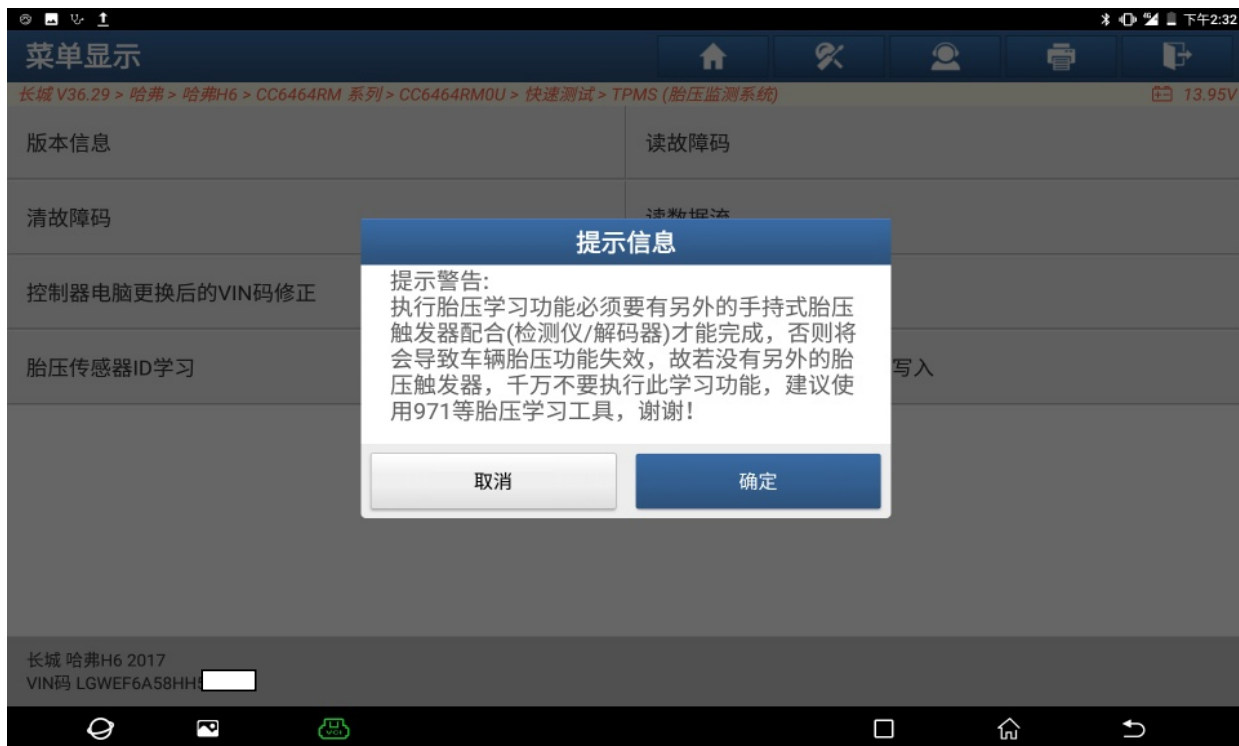 下午2:32
菜单显示
长城 V36.29 > 哈弗 > 哈弗H6 > CC6464RM 系列 > CC6464RM0U > 快速测试 > TPMS (胎压监测系统)
13.95V
版本信息
读故障码
清故障码
读数据流
提示信息
控制器电脑更换后的VIN码修正
胎压传感器ID学习
写入
提示警告:
执行胎压学习功能必须要有另外的手持式胎压
触发器配合(检测仪/解码器)才能完成，否则将
会导致车辆胎压功能失效，故若没有另外的胎
压触发器，千万不要执行此学习功能，建议使
用971等胎压学习工具，谢谢！
取消
确定
长城 哈弗H6 2017
VIN码 LGWEF6A58HH
VCI